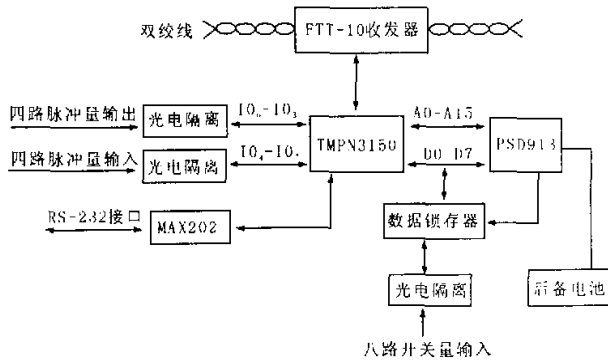 双绞线
FTT-10收发器
四路脉冲量输出
光电隔离
IO₀-IO₃
TMPN3150
A0-A15
PSD913
四路脉冲量输入
光电隔离
IO₄-IO
D0 D7
RS-232接口
MAX202
数据锁存器
光电隔离
后备电池
八路开关量输入